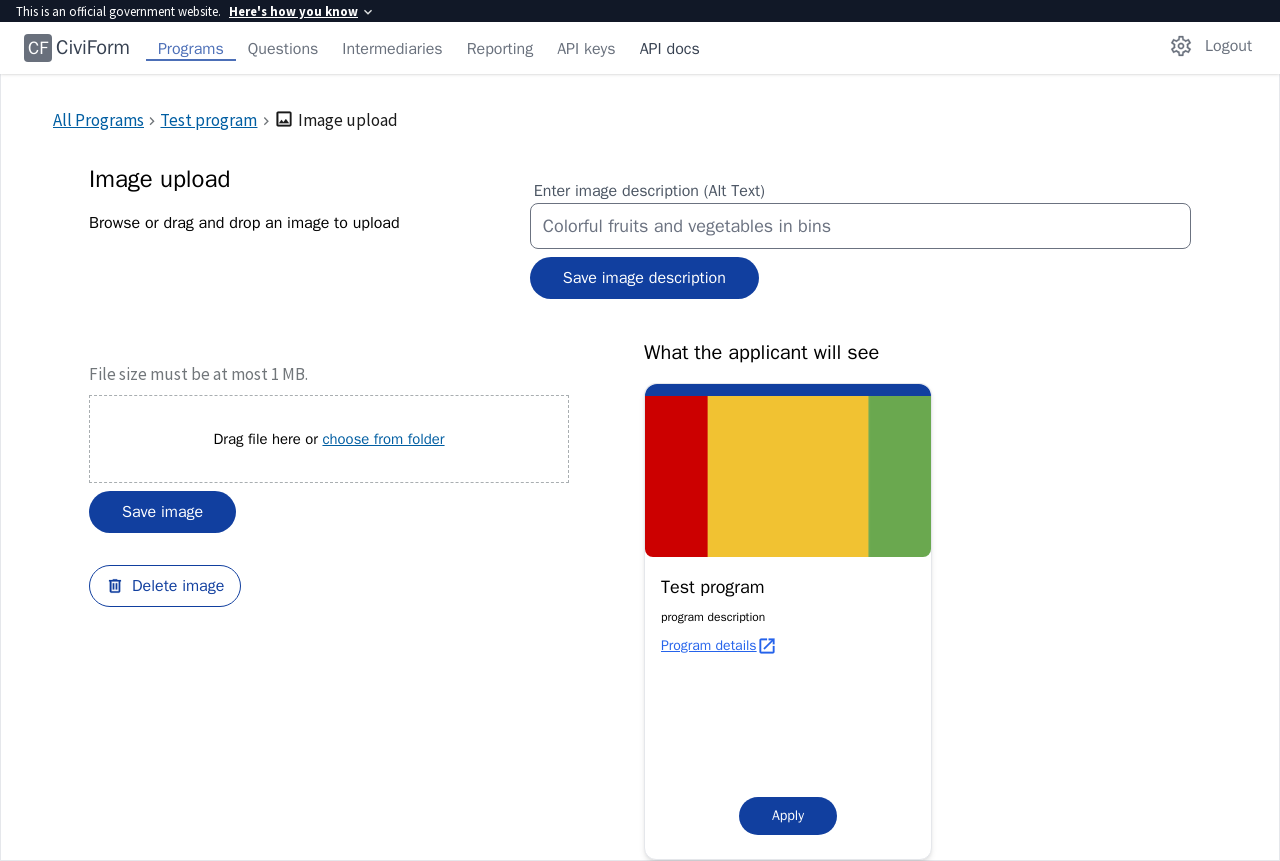 This is an official government website. Here's how you know
CF CiviForm Programs Questions Intermediaries Reporting API keys API docs Logout
All Programs Test program Image upload
Image upload
Browse or drag and drop an image to upload
Enter image description (Alt Text)
Colorful fruits and vegetables in bins
Save image description
File size must be at most 1 MB.
Drag file here or choose from folder
Save image
Delete image
What the applicant will see
Test program
program description
Program details
Apply